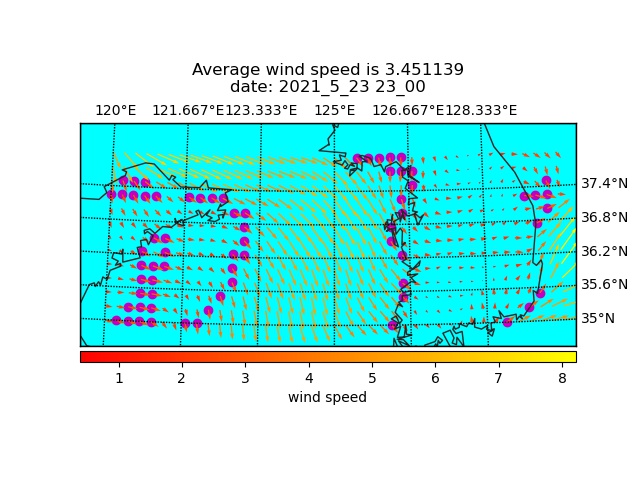 Average wind speed is 3.451139
date: 2021_5_23 23_00
120°E 121.667°E 123.333°E 125°E 126.667°E 128.333°E
37.4°N
36.8°N
36.2°N
35.6°N
35°N
1 2 3 4 5 6 7 8
wind speed